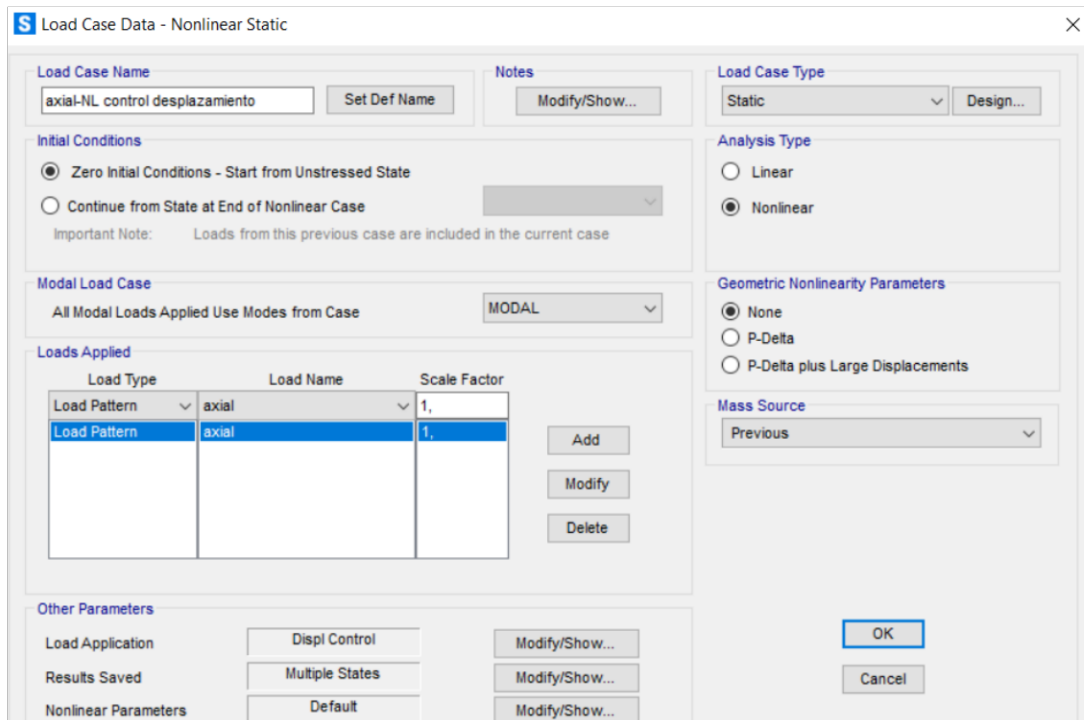 S Load Case Data - Nonlinear Static
Load Case Name
axial-NL control desplazamiento
Set Def Name
Notes
Modify/Show...
Load Case Type
Static
Design...
Initial Conditions
Zero Initial Conditions - Start from Unstressed State
Continue from State at End of Nonlinear Case
Important Note: Loads from this previous case are included in the current case
Analysis Type
Linear
Nonlinear
Modal Load Case
All Modal Loads Applied Use Modes from Case
MODAL
Geometric Nonlinearity Parameters
None
P-Delta
P-Delta plus Large Displacements
Loads Applied
Load Type Load Name Scale Factor
Load Pattern axial 1,
Load Pattern axial 1,
Add
Modify
Delete
Mass Source
Previous
Other Parameters
Load Application Displ Control Modify/Show...
Results Saved Multiple States Modify/Show...
Nonlinear Parameters Default Modify/Show...
OK
Cancel